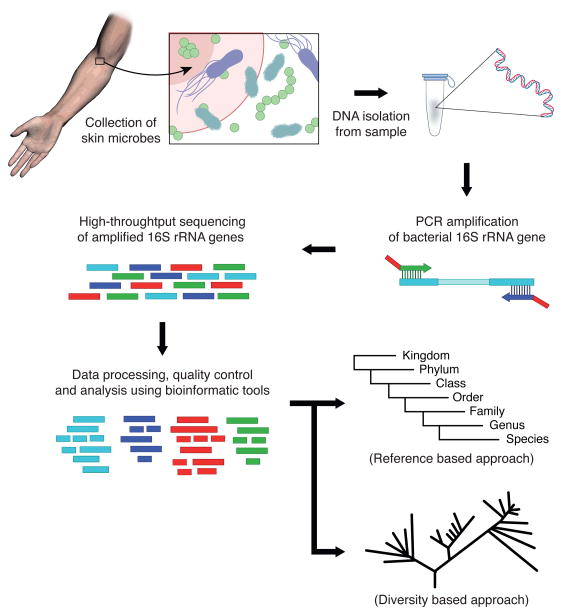 Collection of
skin microbes
DNA isolation
from sample
PCR amplification
of bacterial 16S rRNA gene
High-throughtput sequencing
of amplified 16S rRNA genes
Data processing, quality control
and analysis using bioinformatic tools
Kingdom
Phylum
Class
Order
Family
Genus
Species
(Reference based approach)
(Diversity based approach)